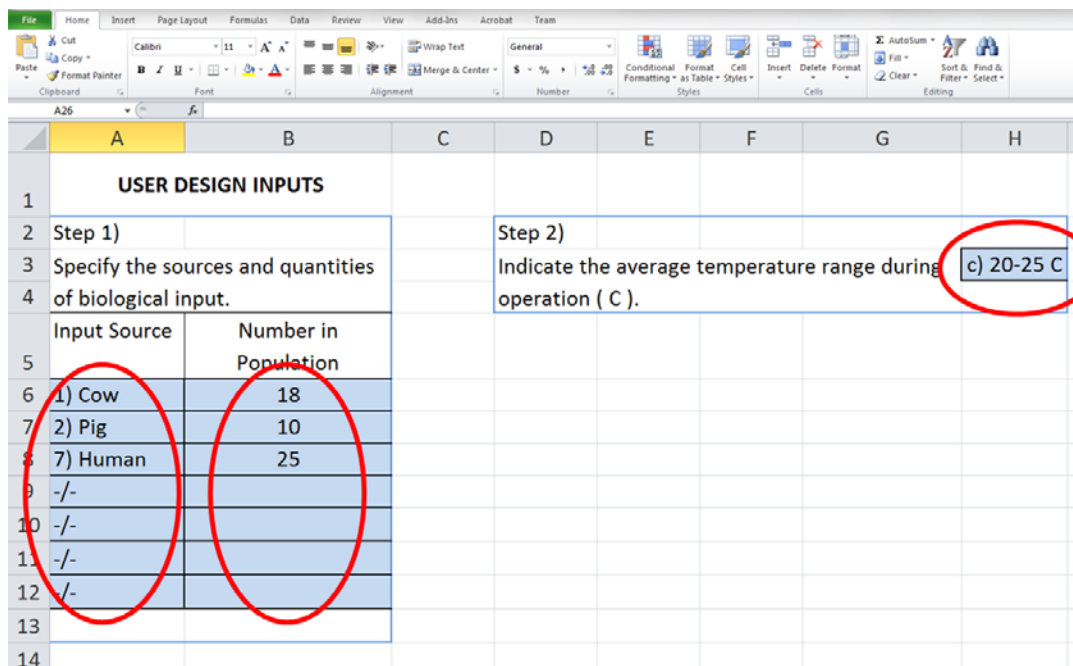 File Home Insert Page Layout Formulas Data Review View Add-Ins Acrobat Team
Cut
Copy
Format Painter
Paste
Calibri 11
B I U
Wrap Text
Merge & Center
General
$ % ,
Conditional Formatting
Format as Table
Cell Styles
Insert Delete Format
Σ AutoSum
Fill
Clear
Sort & Filter
Find & Select
Clipboard Font Alignment Number Styles Cells Editing
A26 fx
A B C D E F G H
1 USER DESIGN INPUTS
2 Step 1) Step 2)
3 Specify the sources and quantities Indicate the average temperature range during c) 20-25 C
4 of biological input. operation ( C ).
Input Source Number in
5 Population
6 1) Cow 18
7 2) Pig 10
8 7) Human 25
9 -/-
10 -/-
11 -/-
12 -/-
13
14